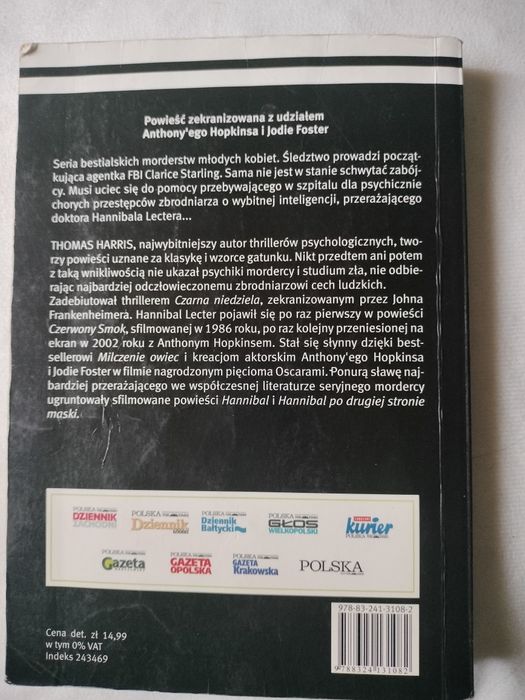 Powieść zekranizowana z udziałem
Anthony'ego Hopkinsa i Jodie Foster
Seria bestialskich morderstw młodych kobiet. Śledztwo prowadzi począt-
kująca agentka FBI Clarice Starling. Sama nie jest w stanie schwytać zabój-
cy. Musi uciec się do pomocy przebywającego w szpitalu dla psychicznie
chorych przestępców zbrodniarza o wybitnej inteligencji, przerażającego
doktora Hannibala Lectera...
THOMAS HARRIS, najwybitniejszy autor thrillerów psychologicznych, two-
rzy powieści uznane za klasykę i wzorce gatunku. Nikt przedtem ani potem
z taką wnikliwością nie ukazał psychiki mordercy i studium zła, nie odbie-
rając najbardziej odczłowieczonemu zbrodniarzowi cech ludzkich.
Zadebiutował thrillerem Czarna niedziela, zekranizowanym przez Johna
Frankenheimera. Hannibal Lecter pojawił się po raz pierwszy w powieści
Czerwony Smok, sfilmowanej w 1986 roku, po raz kolejny przeniesionej na
ekran w 2002 roku z Anthonym Hopkinsem. Stał się słynny dzięki best-
sellerowi Milczenie owiec i kreacjom aktorskim Anthony'ego Hopkinsa
i Jodie Foster w filmie nagrodzonym pięcioma Oscarami. Ponurą sławę naj-
bardziej przerażającego we współczesnej literaturze seryjnego mordercy
ugruntowały sfilmowane powieści Hannibal i Hannibal po drugiej stronie
maski.
POLSKA DZIENNIK ZACHODNI
POLSKA Dziennik ŁÓDZKI
POLSKA Dziennik Bałtycki
POLSKA GŁOS WIELKOPOLSKI
kurier POLSKA
POLSKA Gazeta
POLSKA GAZETA OPOLSKA
POLSKA GAZETA Krakowska
POLSKA
978-83-241-3108-2
Cena det. zł 14,99
w tym 0% VAT
Indeks 243469
9 788324 131082